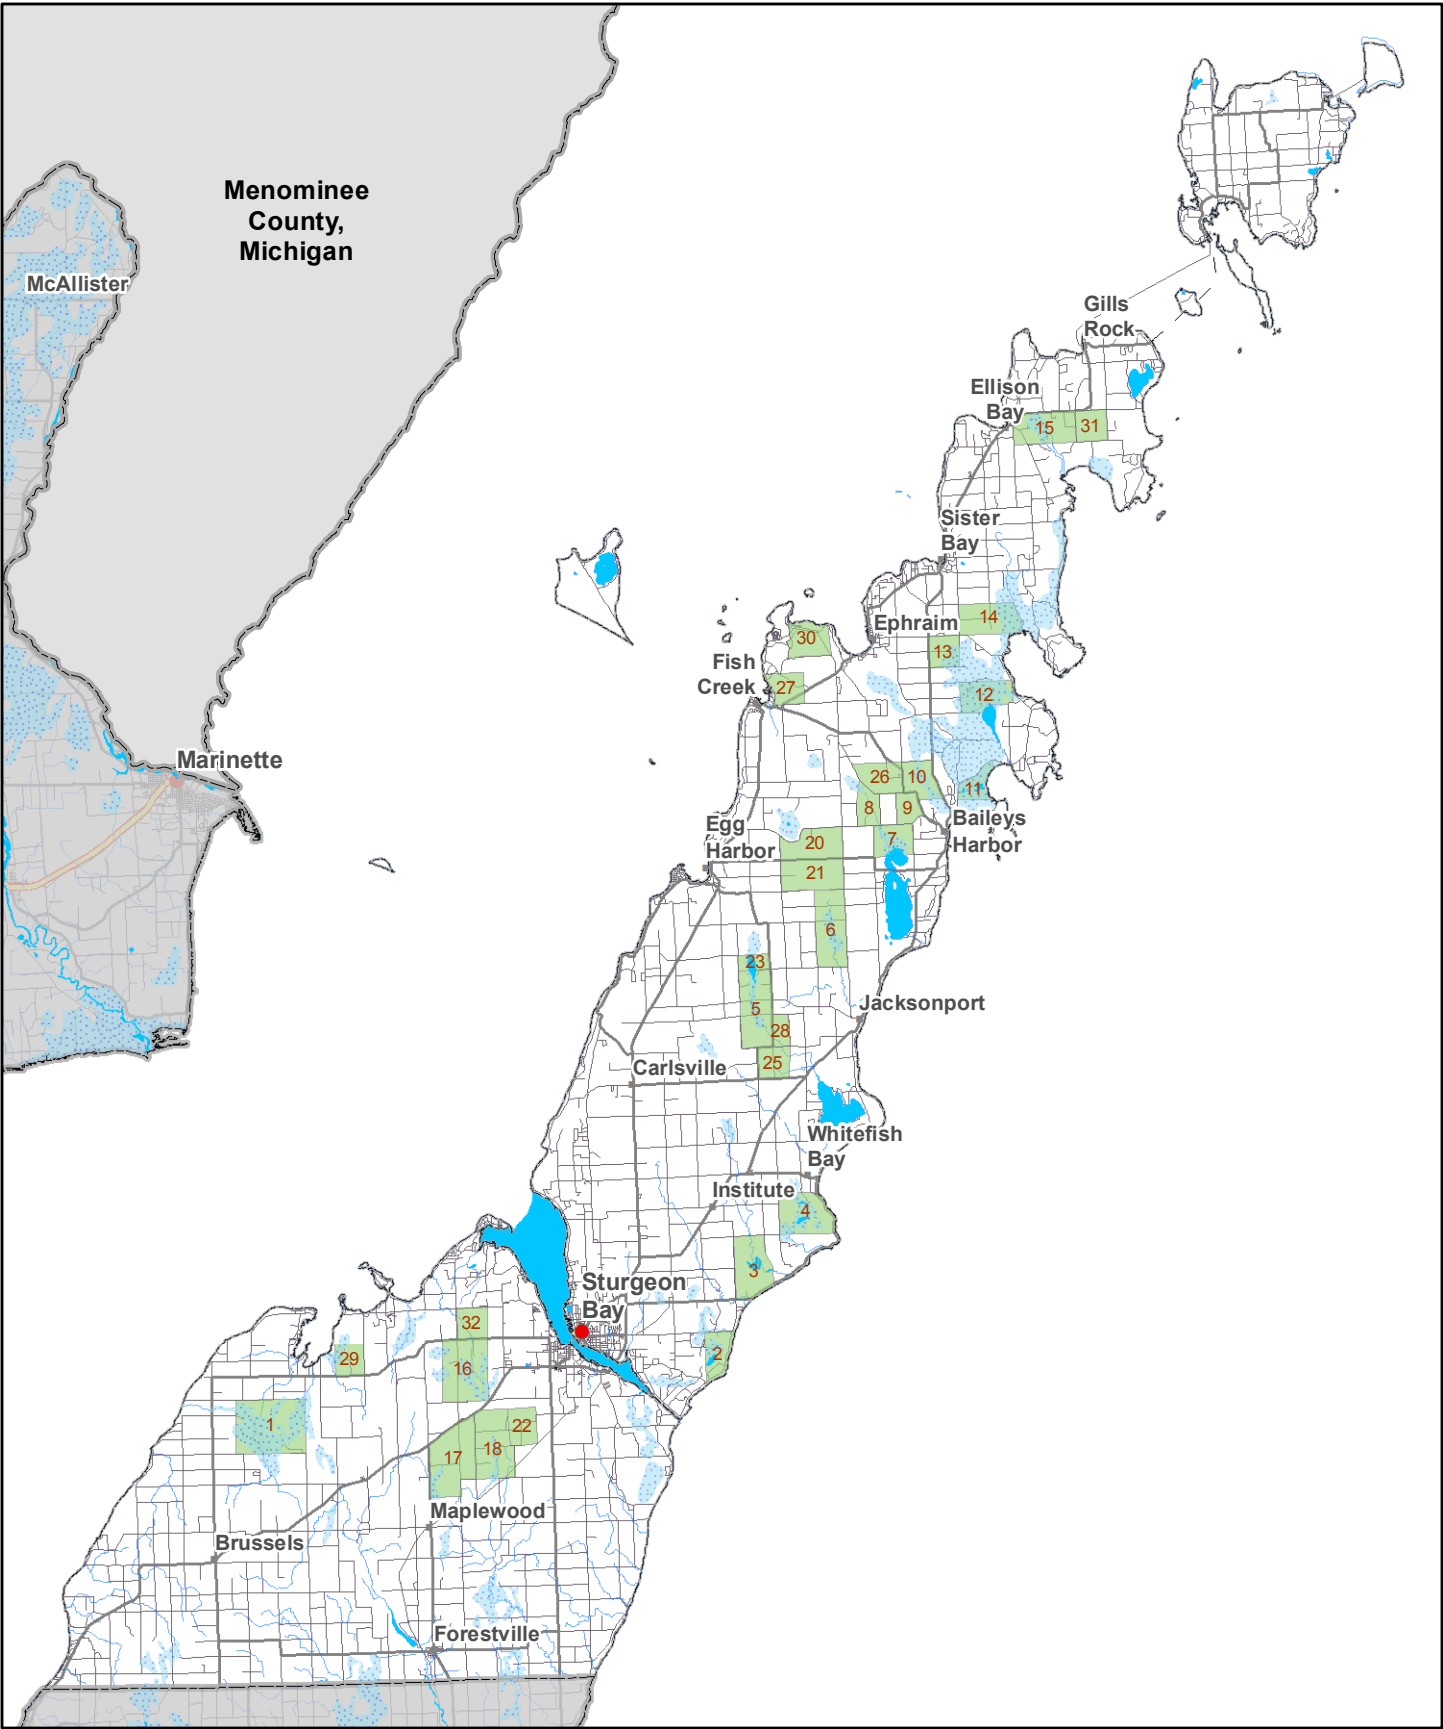 Menominee
County,
Michigan
McAllister
Gills
Rock
Ellison
Bay
15
31
Sister
Bay
14
Ephraim
30
13
Fish
Creek
27
12
Marinette
26
10
11
8
9
Baileys
Harbor
Egg
Harbor
20
7
21
6
23
5
Jacksonport
28
25
Carlsville
Whitefish
Bay
Institute
4
3
Sturgeon
Bay
32
2
29
16
1
22
18
17
Maplewood
Brussels
Forestville